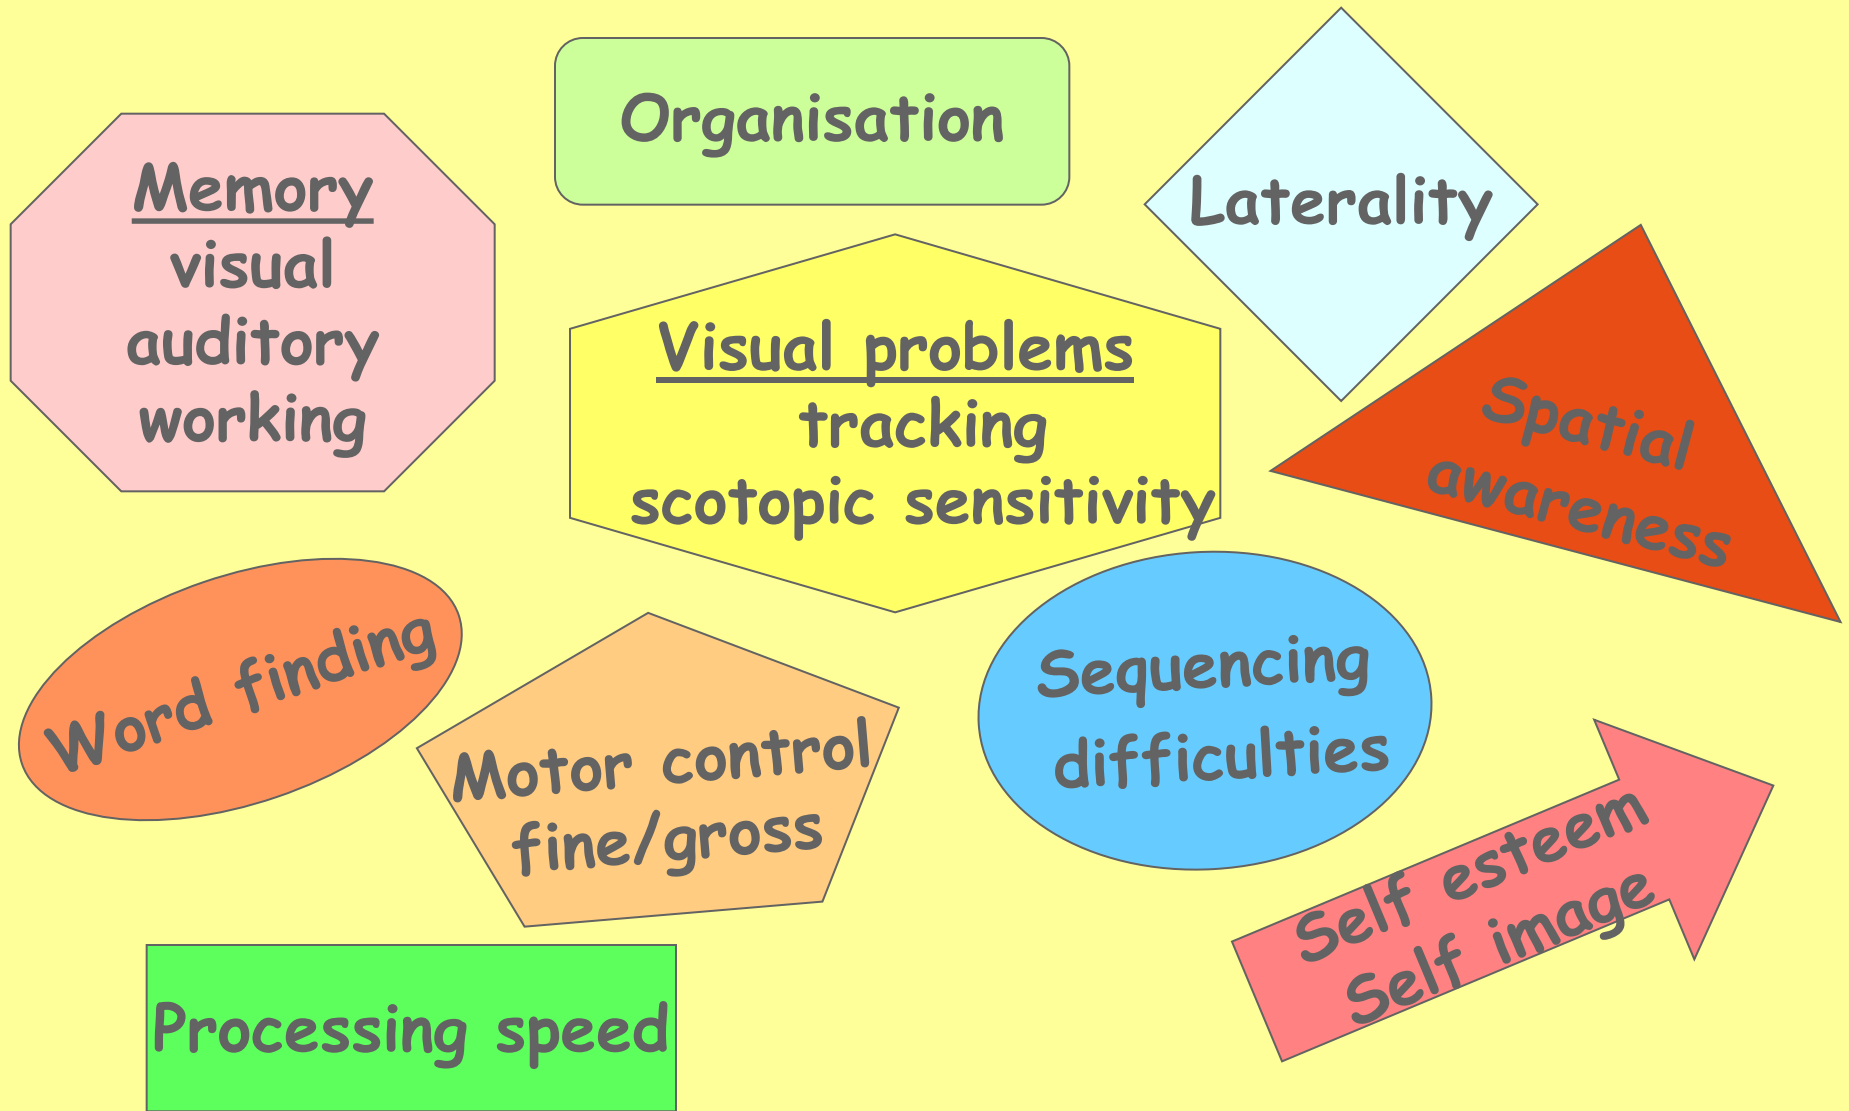 Organisation
Laterality
Memory
visual
auditory
working
Visual problems
tracking
scotopic sensitivity
Spatial
awareness
Word finding
Motor control
fine/gross
Sequencing
difficulties
Self esteem
Self image
Processing speed